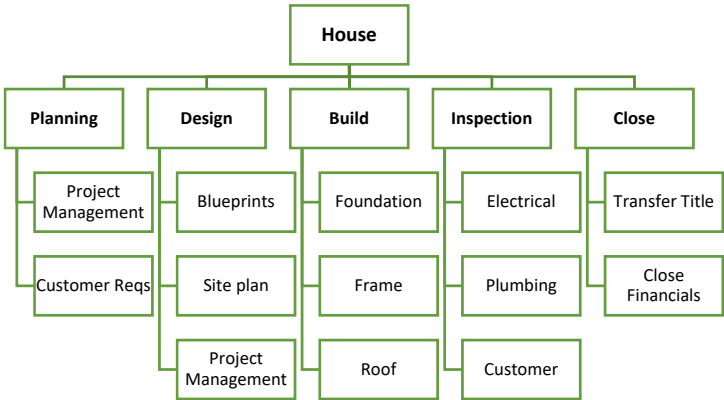 House
Planning
Design
Build
Inspection
Close
Project
Management
Blueprints
Foundation
Electrical
Transfer Title
Customer Reqs
Site plan
Frame
Plumbing
Close
Financials
Project
Management
Roof
Customer